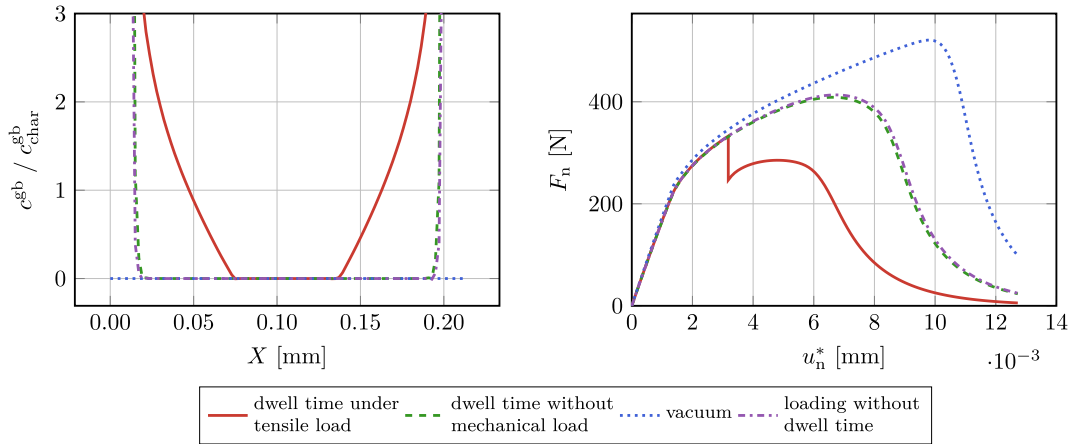 3
2
1
0
c^gb / c^gb_char
0.00 0.05 0.10 0.15 0.20
X [mm]
400
200
0
F_n [N]
0 2 4 6 8 10 12 14
u*_n [mm]
·10⁻³
dwell time under
tensile load
dwell time without
mechanical load
vacuum
loading without
dwell time